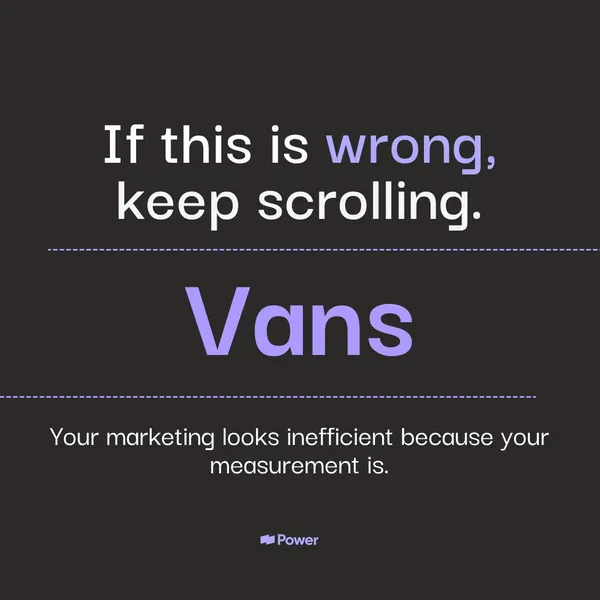 If this is wrong,
keep scrolling.
Vans
Your marketing looks inefficient because your
measurement is.
Power